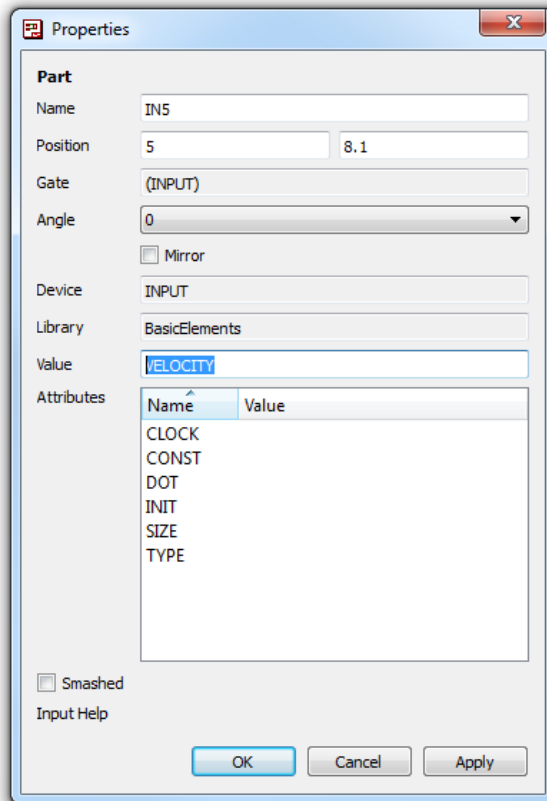 Properties
Part
Name IN5
Position 5 8.1
Gate (INPUT)
Angle 0
Mirror
Device INPUT
Library BasicElements
Value VELOCITY
Attributes Name Value
CLOCK
CONST
DOT
INIT
SIZE
TYPE
Smashed
Input Help
OK Cancel Apply